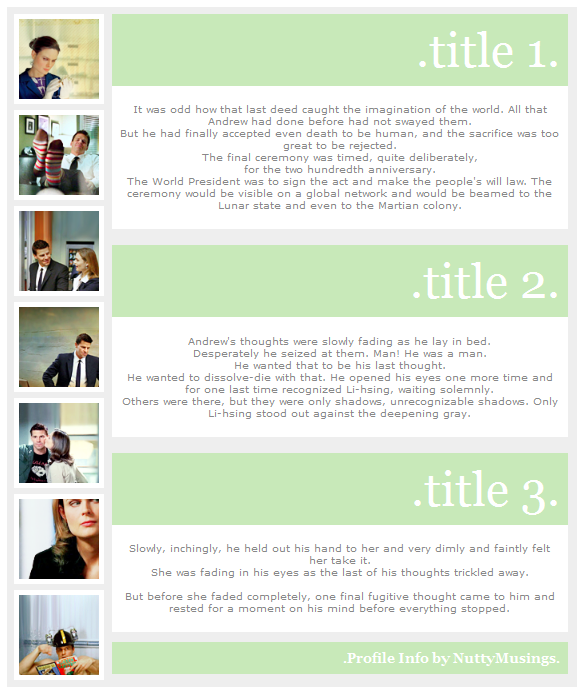 .title 1.
It was odd how that last deed caught the imagination of the world. All that
Andrew had done before had not swayed them.
But he had finally accepted even death to be human, and the sacrifice was too
great to be rejected.
The final ceremony was timed, quite deliberately,
for the two hundredth anniversary.
The World President was to sign the act and make the people's will law. The
ceremony would be visible on a global network and would be beamed to the
Lunar state and even to the Martian colony.
.title 2.
Andrew's thoughts were slowly fading as he lay in bed.
Desperately he seized at them. Man! He was a man.
He wanted that to be his last thought.
He wanted to dissolve-die with that. He opened his eyes one more time and
for one last time recognized Li-hsing, waiting solemnly.
Others were there, but they were only shadows, unrecognizable shadows. Only
Li-hsing stood out against the deepening gray.
.title 3.
Slowly, inchingly, he held out his hand to her and very dimly and faintly felt
her take it.
She was fading in his eyes as the last of his thoughts trickled away.
But before she faded completely, one final fugitive thought came to him and
rested for a moment on his mind before everything stopped.
.Profile Info by NuttyMusings.